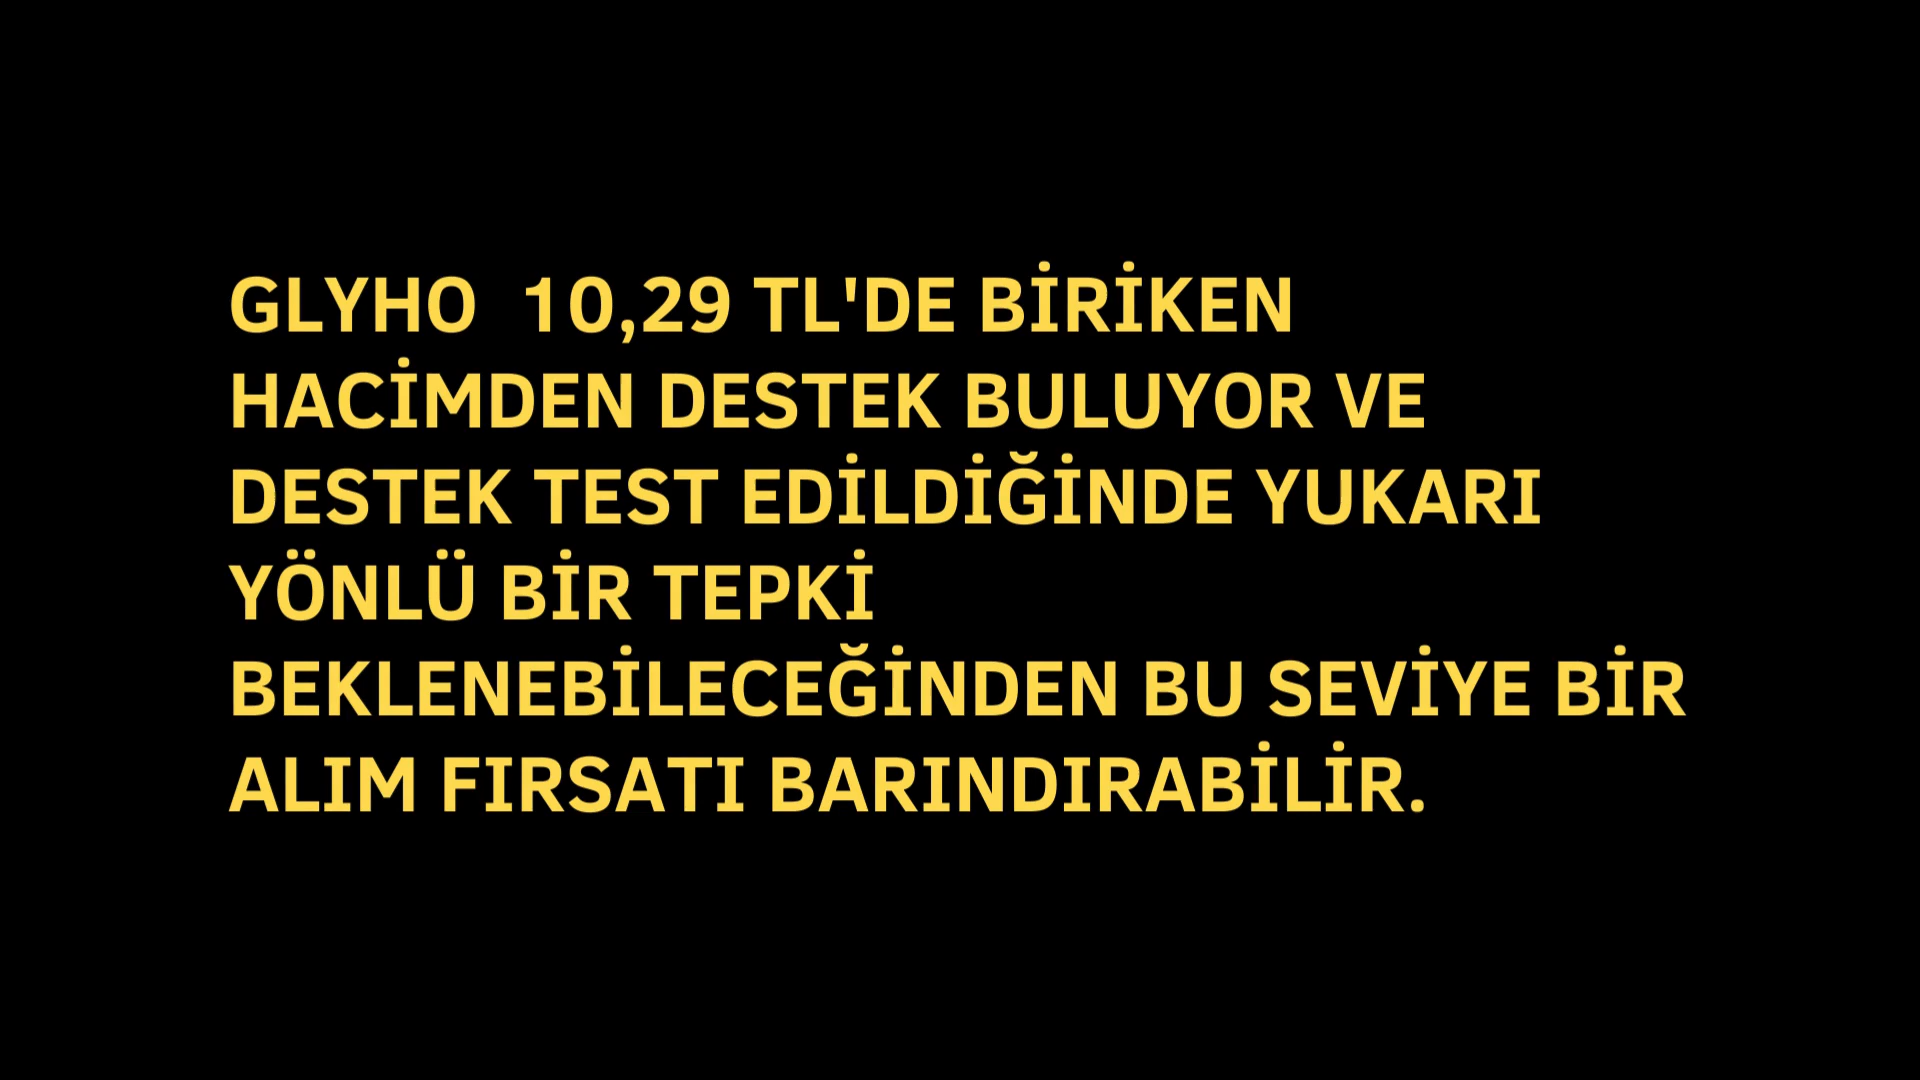 GLYHO  10,29 TL'DE BİRİKEN
HACİMDEN DESTEK BULUYOR VE
DESTEK TEST EDİLDİĞİNDE YUKARI
YÖNLÜ BİR TEPKİ
BEKLENEBİLECEĞİNDEN BU SEVİYE BİR
ALIM FIRSATI BARINDIRABİLİR.